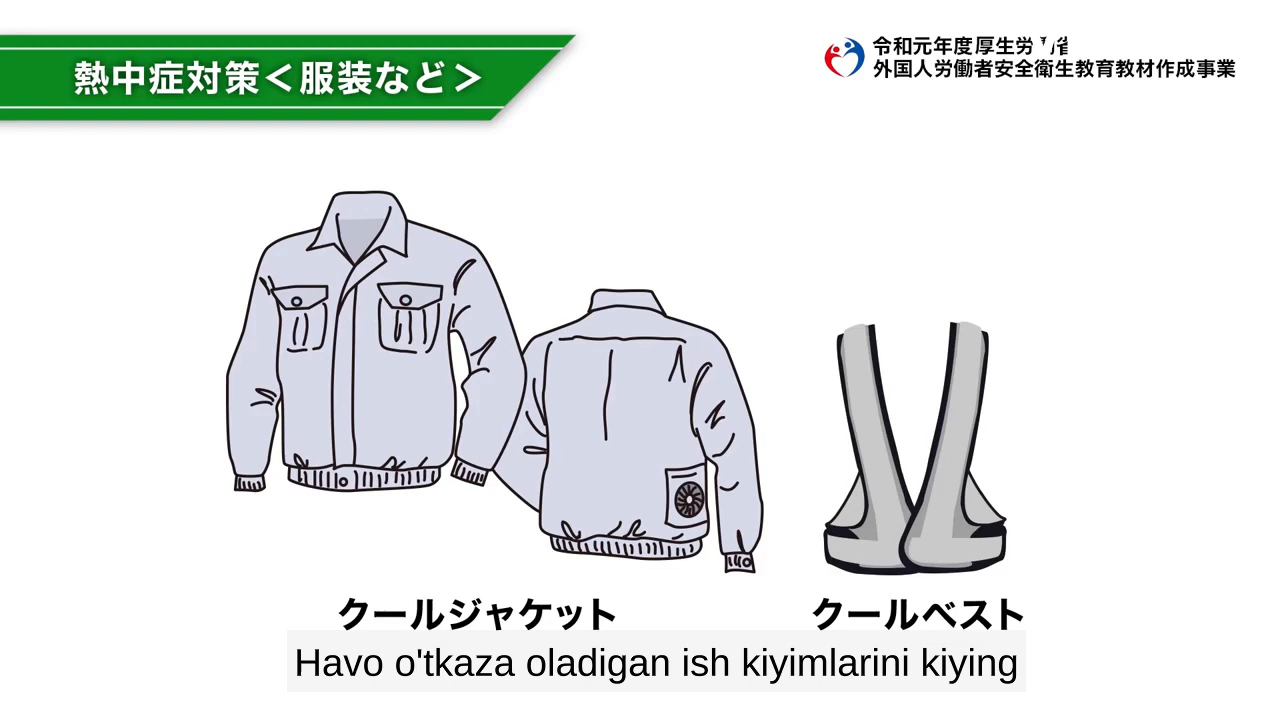 熱中症対策＜服装など＞
令和元年度厚生労 省
外国人労働者安全衛生教育教材作成事業
クールジャケット
クールベスト
Havo o'tkaza oladigan ish kiyimlarini kiying